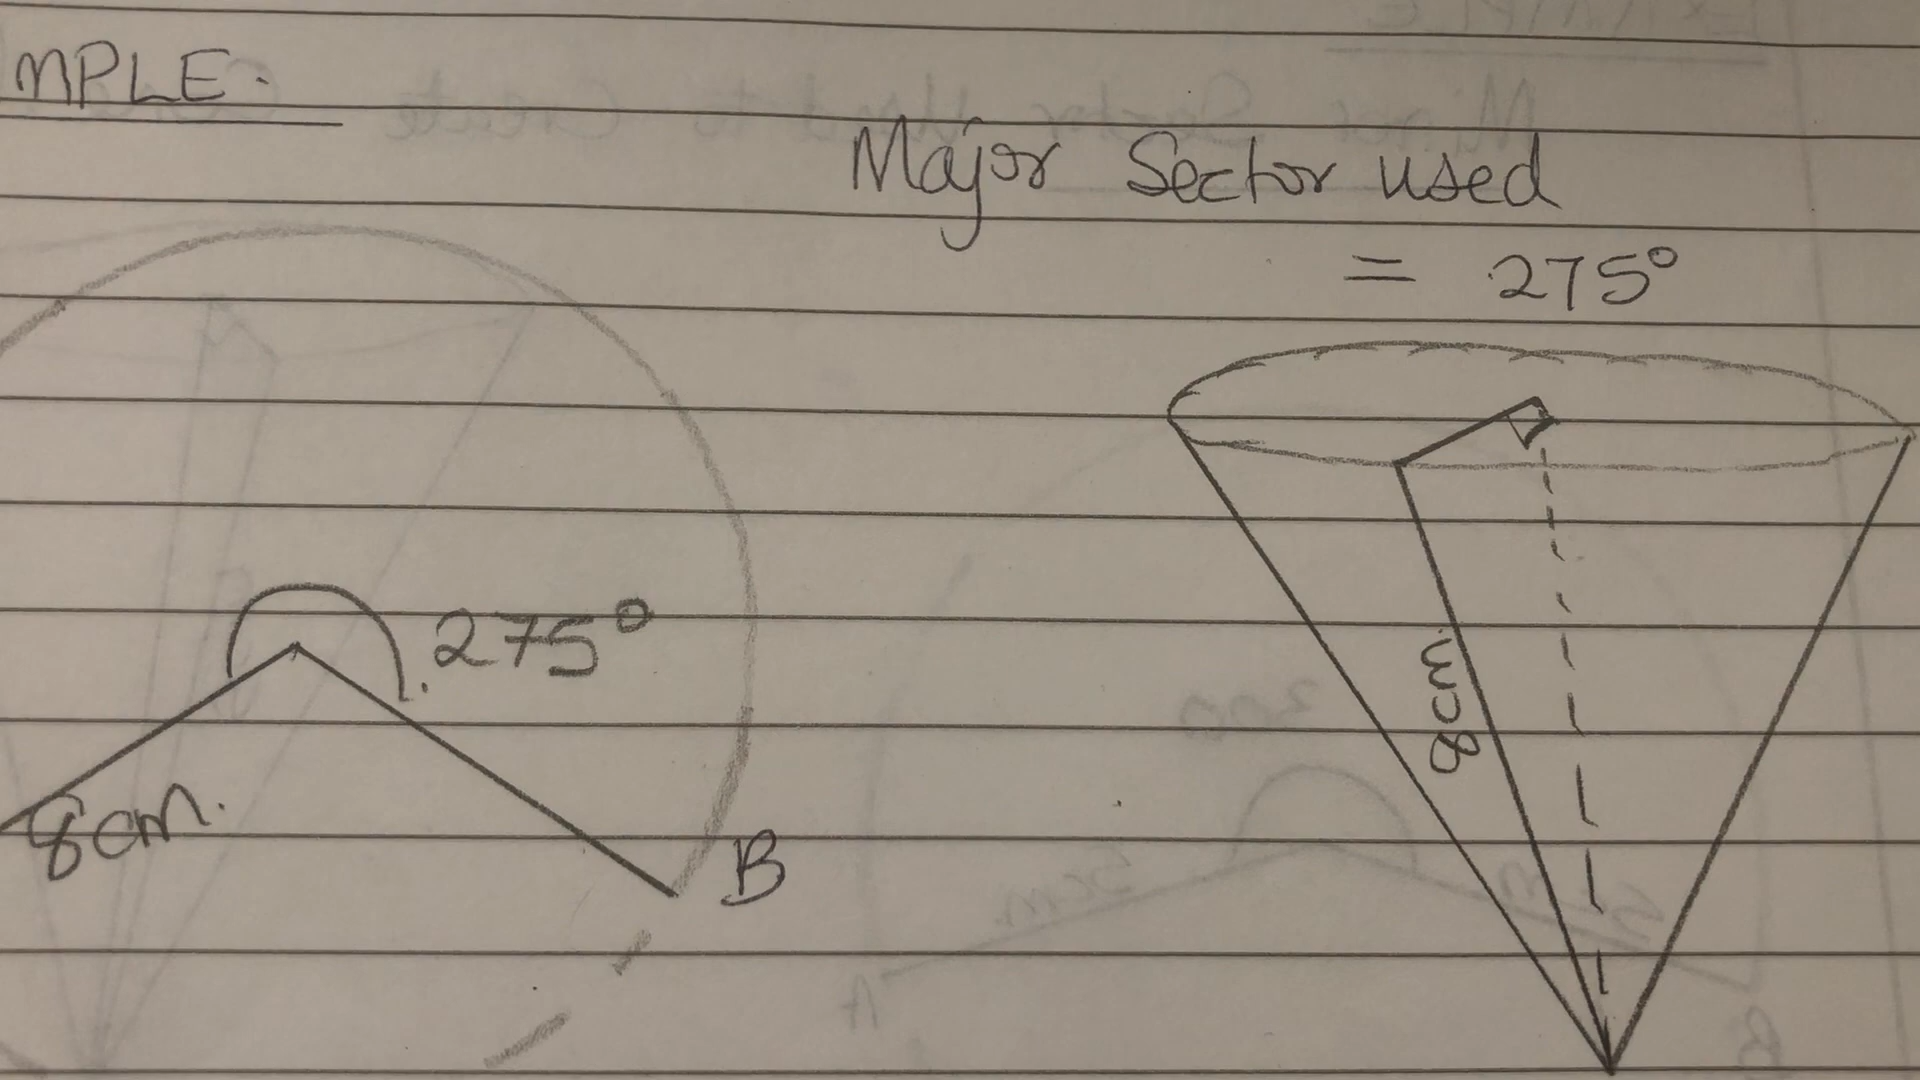 MPLE.
Major Sector used
= 275°
275°
8cm.
B
8cm